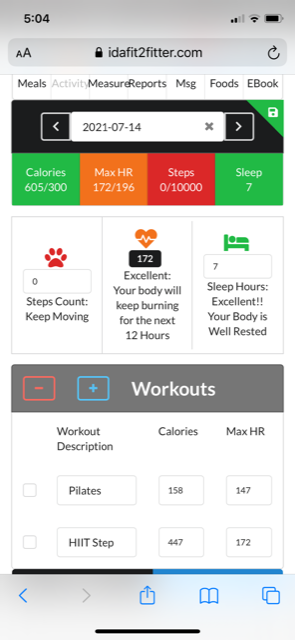 5:04
AA idafit2fitter.com
Meals Activity Measure Reports Msg Foods EBook
2021-07-14
Calories Max HR Steps Sleep
605/300 172/196 0/10000 7
0
Steps Count:
Keep Moving
172
Excellent:
Your body will
keep burning
for the next
12 Hours
7
Sleep Hours:
Excellent!!
Your Body is
Well Rested
Workouts
Workout Description Calories Max HR
Pilates 158 147
HIIT Step 447 172